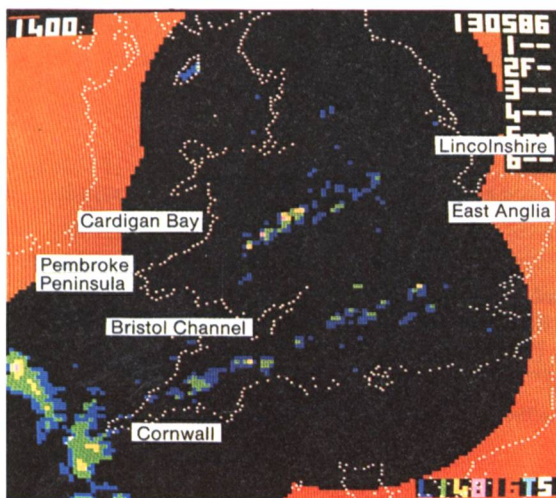 1400
130586
1--
2F-
3--
4--
6--
Lincolnshire
East Anglia
Cardigan Bay
Pembroke
Peninsula
Bristol Channel
Cornwall